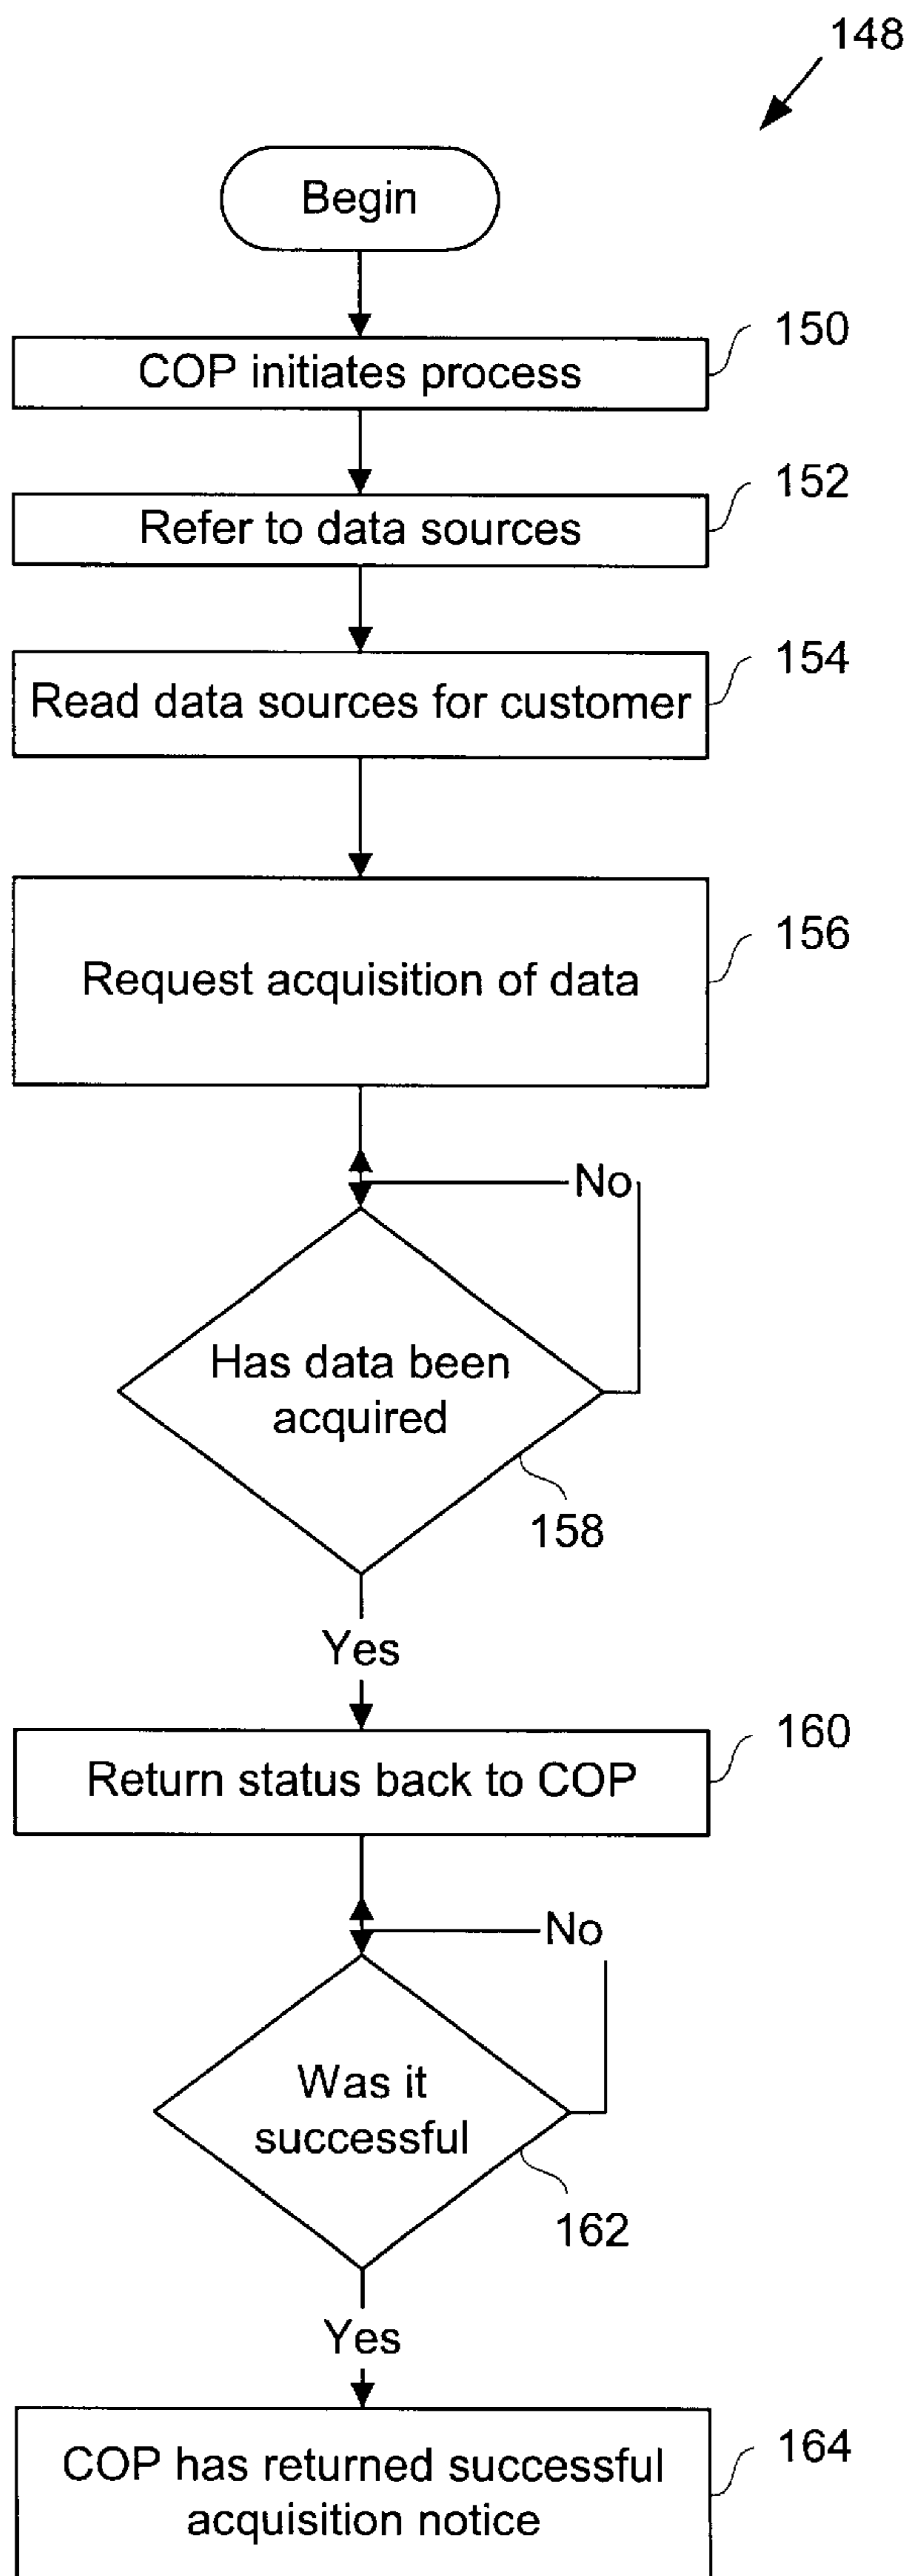 148
Begin
COP initiates process
150
Refer to data sources
152
Read data sources for customer
154
Request acquisition of data
156
No
Has data been
acquired
158
Yes
Return status back to COP
160
No
Was it
successful
162
Yes
COP has returned successful
acquisition notice
164